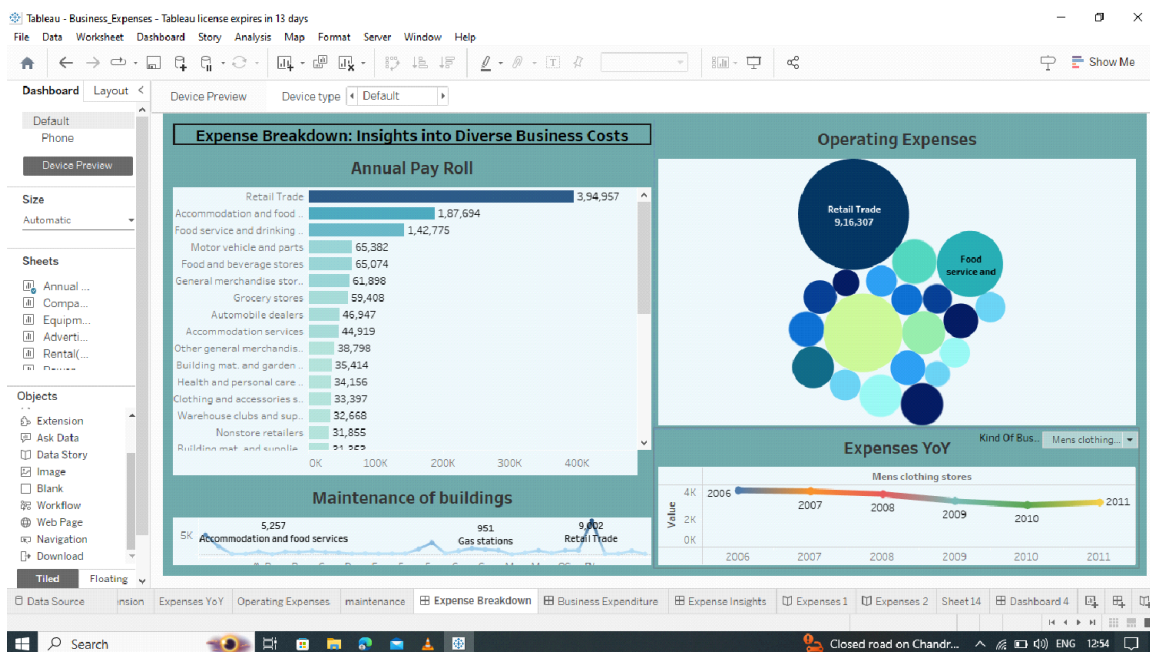 Tableau - Business_Expenses - Tableau license expires in 13 days
File Data Worksheet Dashboard Story Analysis Map Format Server Window Help
Show Me
Dashboard Layout
Device Preview Device type Default
Default
Phone
Device Preview
Size
Automatic
Sheets
Annual ...
Compa...
Equipm...
Adverti...
Rental(...
Objects
Extension
Ask Data
Data Story
Image
Blank
Workflow
Web Page
Navigation
Download
Tiled Floating
Expense Breakdown: Insights into Diverse Business Costs
Annual Pay Roll
Retail Trade 3,94,957
Accommodation and food .. 1,87,694
Food service and drinking .. 1,42,775
Motor vehicle and parts 65,382
Food and beverage stores 65,074
General merchandise stor.. 61,898
Grocery stores 59,408
Automobile dealers 46,947
Accommodation services 44,919
Other general merchandis.. 38,798
Building mat. and garden .. 35,414
Health and personal care .. 34,156
Clothing and accessories s.. 33,397
Warehouse clubs and sup.. 32,668
Nonstore retailers 31,855
Building mat. and supplie..
0K 100K 200K 300K 400K
Maintenance of buildings
5K
5,257
Accommodation and food services
951
Gas stations
9,002
Retail Trade
Operating Expenses
Retail Trade
9,16,307
Food
service and
Expenses YoY
Kind Of Bus.. Mens clothing...
Mens clothing stores
Value
4K
2K
0K
2006 2007 2008 2009 2010 2011
2006 2007 2008 2009 2010 2011
Data Source Expenses YoY Operating Expenses maintenance Expense Breakdown Business Expenditure Expense Insights Expenses 1 Expenses 2 Sheet 14 Dashboard 4
Search Closed road on Chandr... ENG 12:54